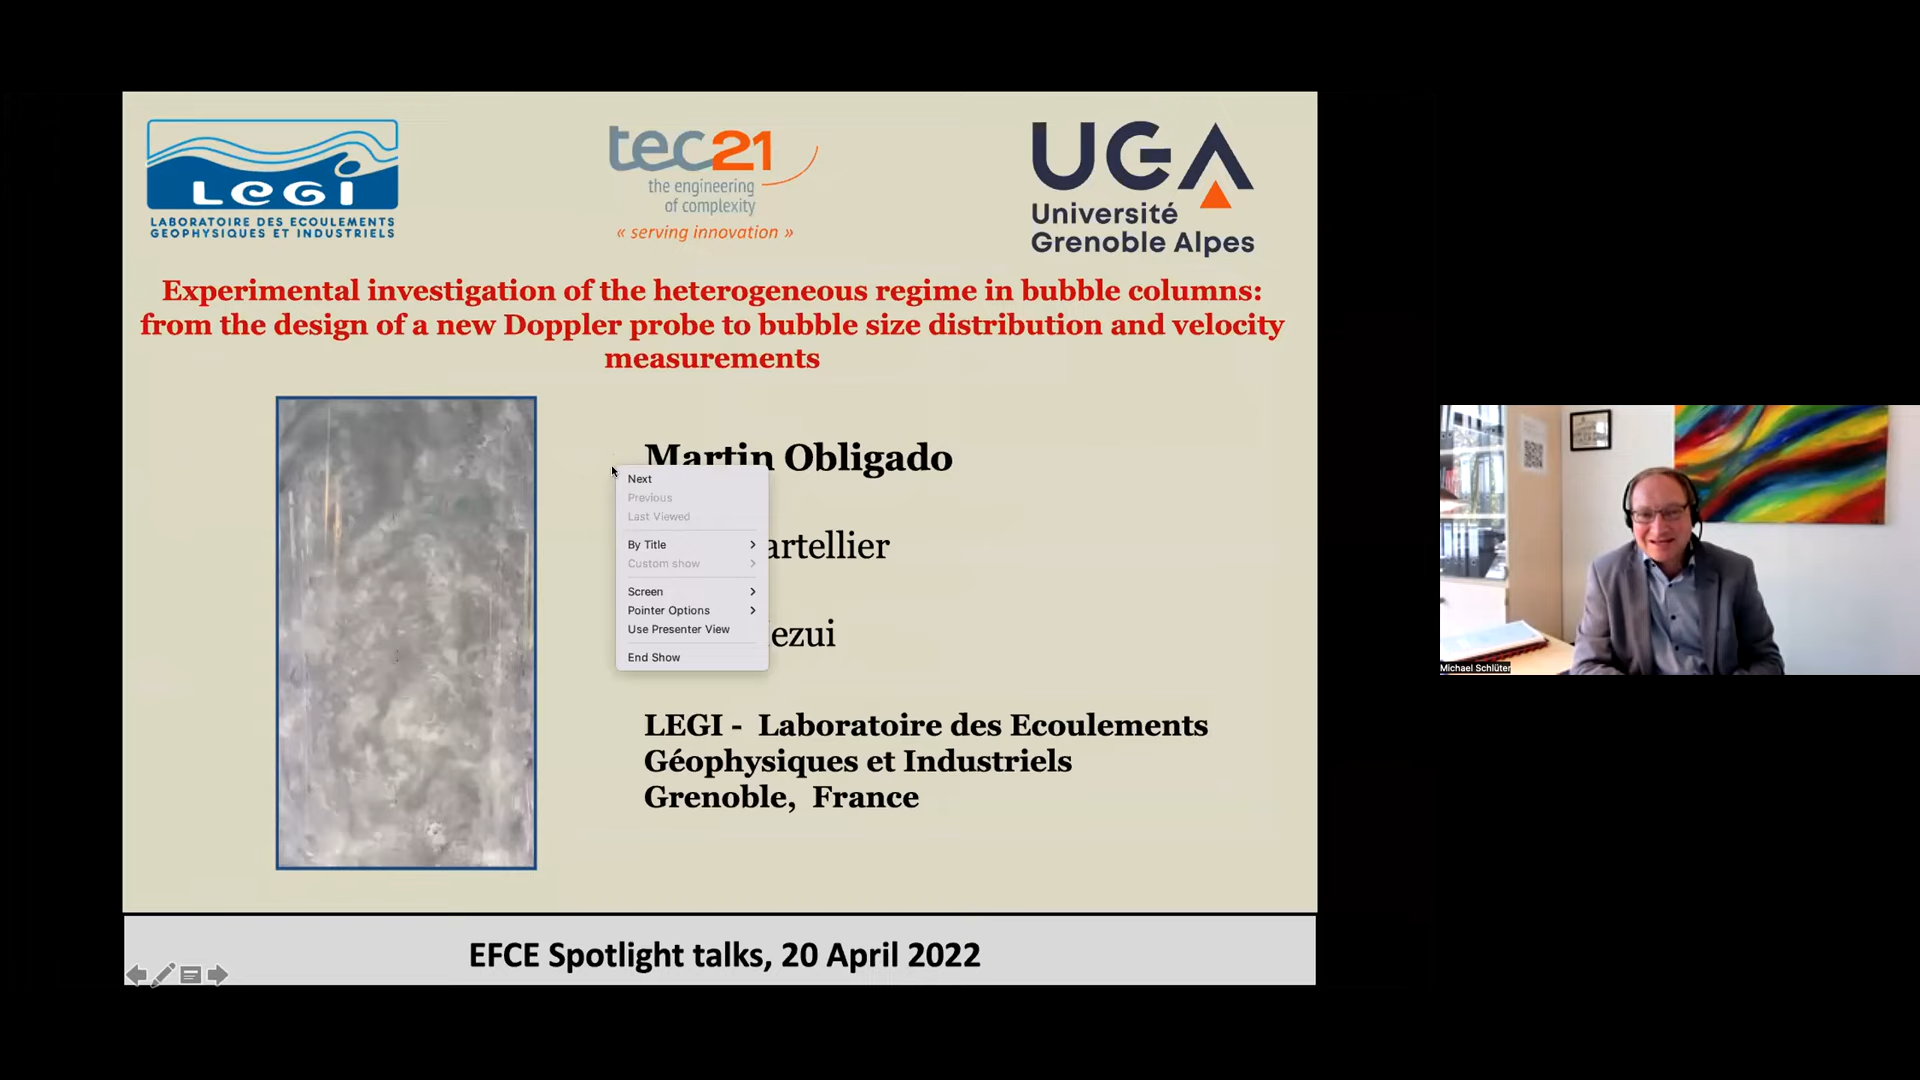 LEGI
LABORATOIRE DES ECOULEMENTS
GEOPHYSIQUES ET INDUSTRIELS
tec21
the engineering
of complexity
« serving innovation »
UGA
Université
Grenoble Alpes
Experimental investigation of the heterogeneous regime in bubble columns:
from the design of a new Doppler probe to bubble size distribution and velocity
measurements
Martin Obligado
Next
Previous
Last Viewed
By Title
artellier
Custom show
Screen
Pointer Options
Use Presenter View
ezui
End Show
LEGI - Laboratoire des Ecoulements
Géophysiques et Industriels
Grenoble, France
EFCE Spotlight talks, 20 April 2022
Michael Schlüter